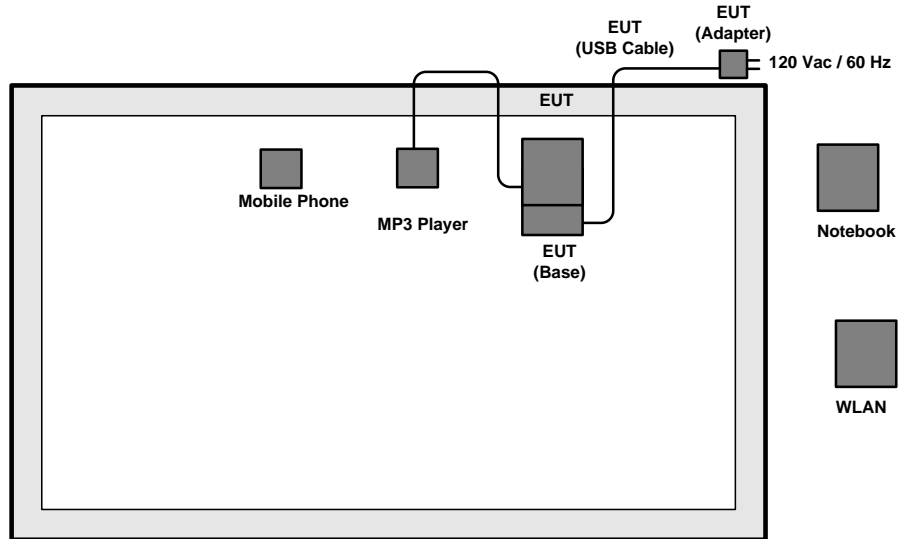 EUT
(Adapter)
EUT
(USB Cable)
120 Vac / 60 Hz
EUT
Mobile Phone
MP3 Player
EUT
(Base)
Notebook
WLAN